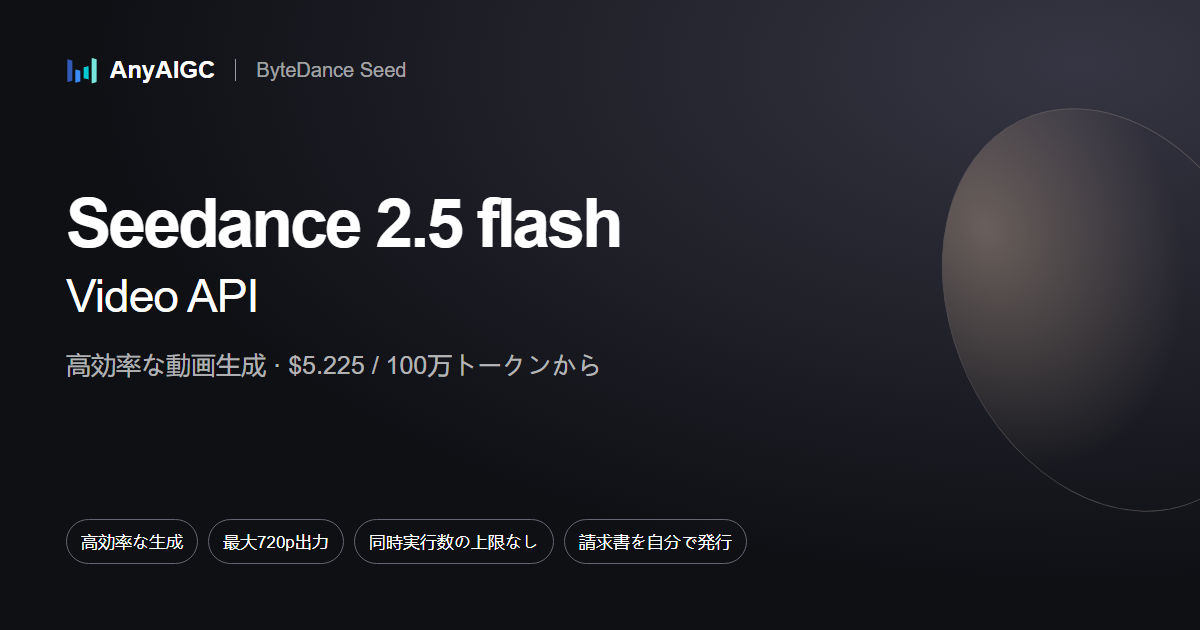 AnyAIGC | ByteDance Seed
Seedance 2.5 flash
Video API
高効率な動画生成 · $5.225 / 100万トークンから
高効率な生成 最大720p出力 同時実行数の上限なし 請求書を自分で発行